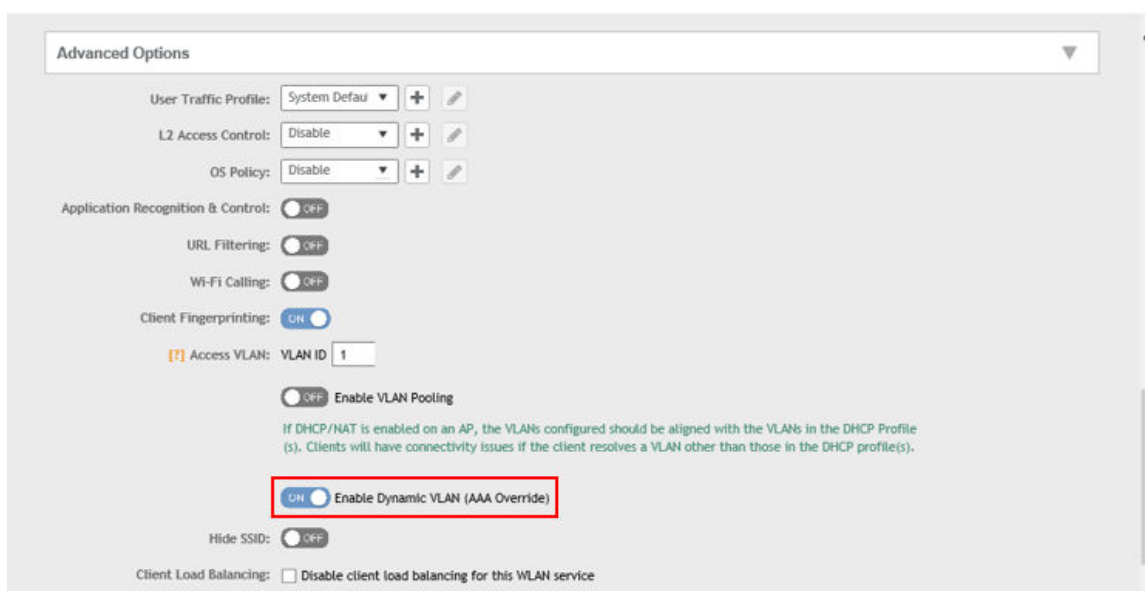 Advanced Options
User Traffic Profile: System Defau
L2 Access Control: Disable
OS Policy: Disable
Application Recognition & Control: OFF
URL Filtering: OFF
Wi-Fi Calling: OFF
Client Fingerprinting: ON
[?] Access VLAN: VLAN ID 1
OFF Enable VLAN Pooling
If DHCP/NAT is enabled on an AP, the VLANs configured should be aligned with the VLANs in the DHCP Profile
(s). Clients will have connectivity issues if the client resolves a VLAN other than those in the DHCP profile(s).
ON Enable Dynamic VLAN (AAA Override)
Hide SSID: OFF
Client Load Balancing: Disable client load balancing for this WLAN service